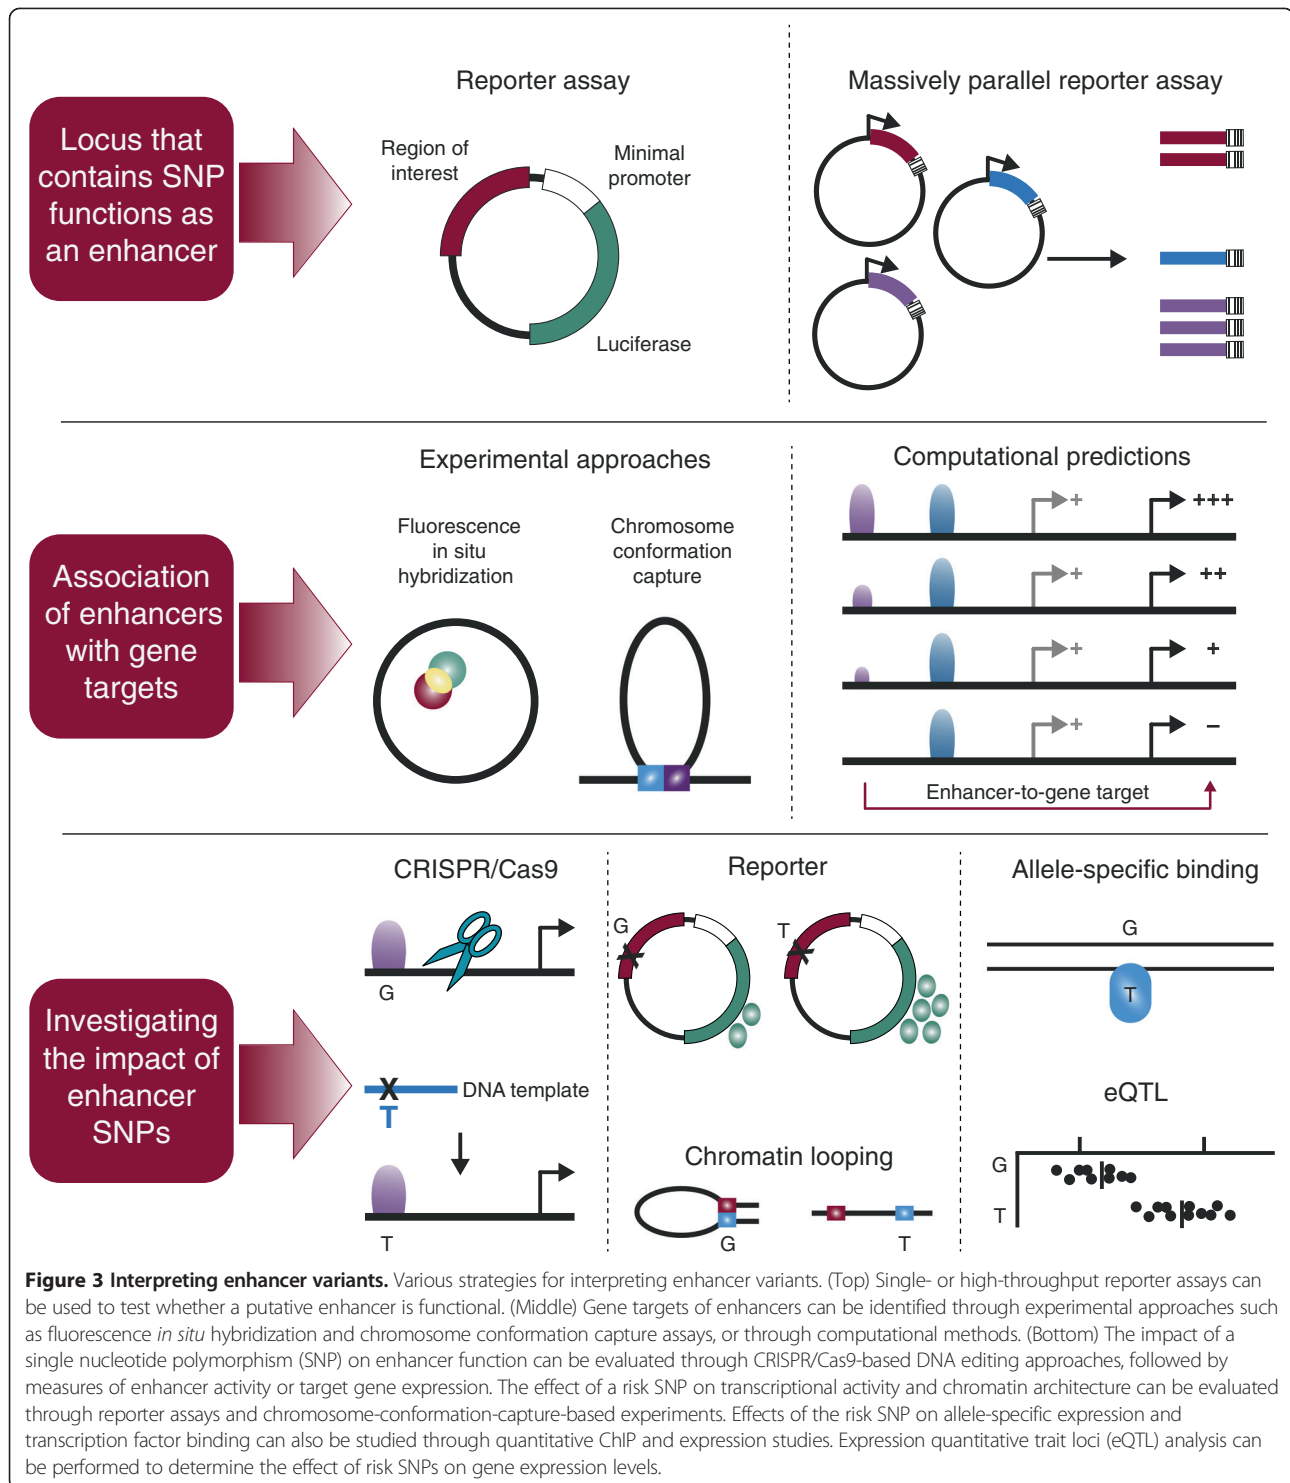 Locus that
contains SNP
functions as
an enhancer
Reporter assay
Region of
interest
Minimal
promoter
Luciferase
Massively parallel reporter assay
Association
of enhancers
with gene
targets
Experimental approaches
Fluorescence
in situ
hybridization
Chromosome
conformation
capture
Computational predictions
+ +++
+ ++
+ +
+ –
Enhancer-to-gene target
Investigating
the impact of
enhancer
SNPs
CRISPR/Cas9
G
X
DNA template
T
T
Reporter
G
X
T
X
Chromatin looping
G
T
Allele-specific binding
G
T
eQTL
G
T
Figure 3 Interpreting enhancer variants. Various strategies for interpreting enhancer variants. (Top) Single- or high-throughput reporter assays can
be used to test whether a putative enhancer is functional. (Middle) Gene targets of enhancers can be identified through experimental approaches such
as fluorescence in situ hybridization and chromosome conformation capture assays, or through computational methods. (Bottom) The impact of a
single nucleotide polymorphism (SNP) on enhancer function can be evaluated through CRISPR/Cas9-based DNA editing approaches, followed by
measures of enhancer activity or target gene expression. The effect of a risk SNP on transcriptional activity and chromatin architecture can be evaluated
through reporter assays and chromosome-conformation-capture-based experiments. Effects of the risk SNP on allele-specific expression and
transcription factor binding can also be studied through quantitative ChIP and expression studies. Expression quantitative trait loci (eQTL) analysis can
be performed to determine the effect of risk SNPs on gene expression levels.